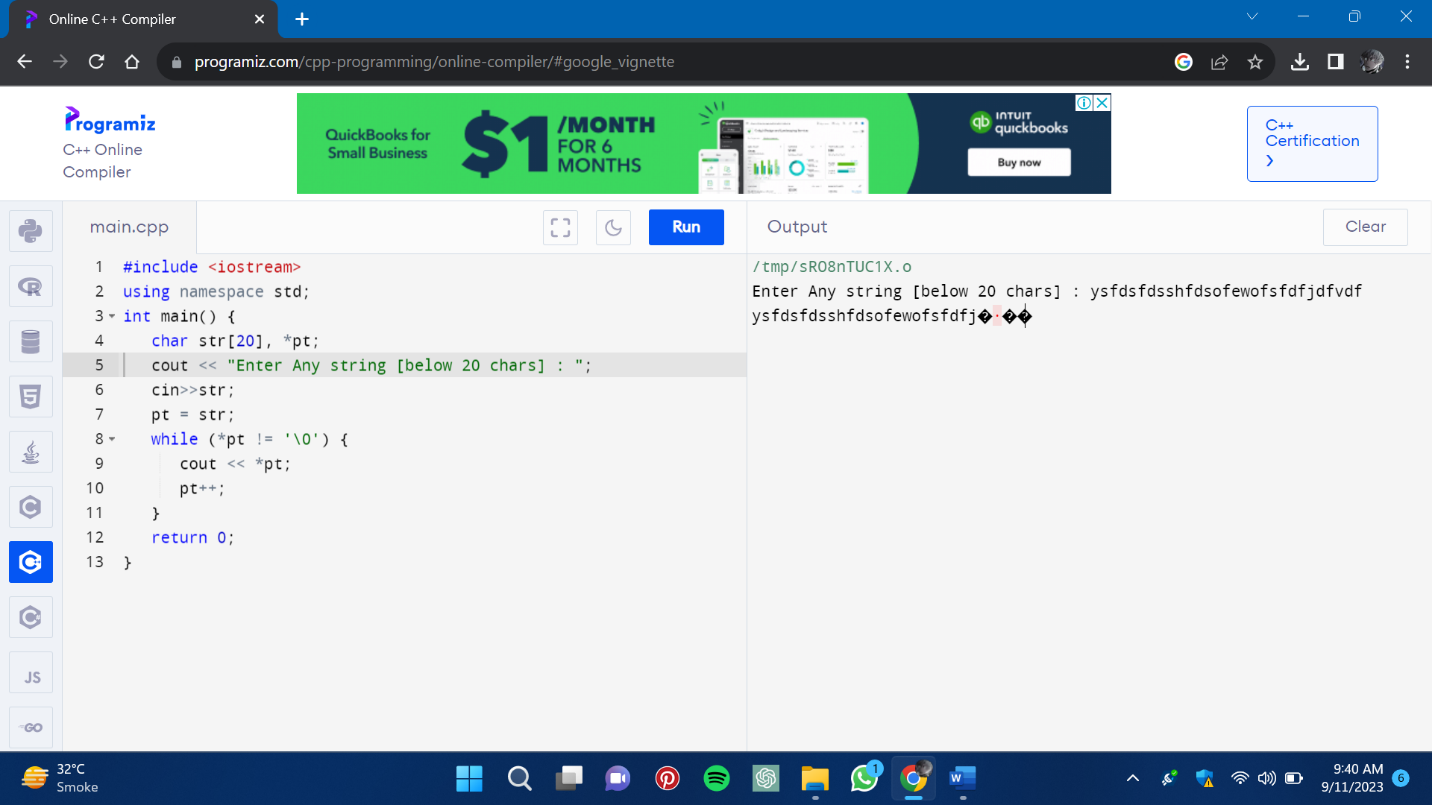 Online C++ Compiler
programiz.com/cpp-programming/online-compiler/#google_vignette
Programiz
C++ Online
Compiler
QuickBooks for
Small Business
$1
/MONTH
FOR 6
MONTHS
INTUIT
quickbooks
Buy now
C++
Certification
main.cpp
Run
Output
Clear
1 #include <iostream>
2 using namespace std;
3 int main() {
4 char str[20], *pt;
5 cout << "Enter Any string [below 20 chars] : ";
6 cin>>str;
7 pt = str;
8 while (*pt != '\0') {
9 cout << *pt;
10 pt++;
11 }
12 return 0;
13 }
/tmp/sRO8nTUC1X.o
Enter Any string [below 20 chars] : ysfdsfdsshfdsofewofsfdfjdfvdf
ysfdsfdsshfdsofewofsfdfj�·��
JS
GO
32°C
Smoke
1
9:40 AM
9/11/2023
6